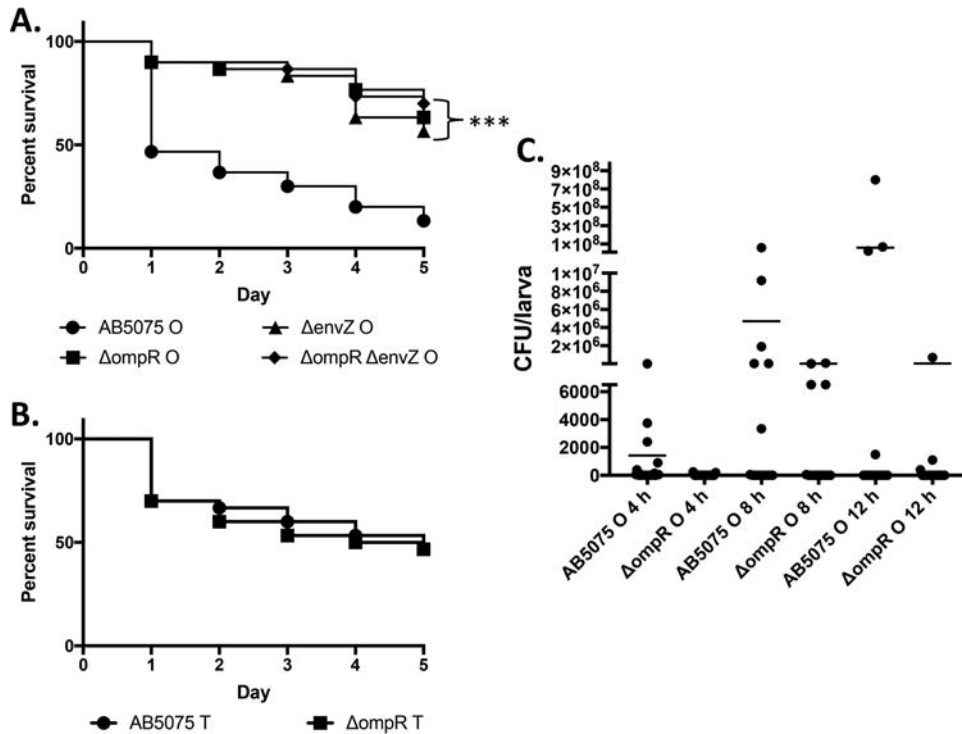 A.
Percent survival
100
50
0
0 1 2 3 4 5
Day
***
AB5075 O
ΔenvZ O
ΔompR O
ΔompR ΔenvZ O
B.
Percent survival
100
50
0
0 1 2 3 4 5
Day
AB5075 T
ΔompR T
C.
CFU/larva
9×10⁸
7×10⁸
5×10⁸
3×10⁸
1×10⁸
1×10⁷
8×10⁶
6×10⁶
4×10⁶
2×10⁶
6000
4000
2000
0
AB5075 O 4 h
ΔompR O 4 h
AB5075 O 8 h
ΔompR O 8 h
AB5075 O 12 h
ΔompR O 12 h